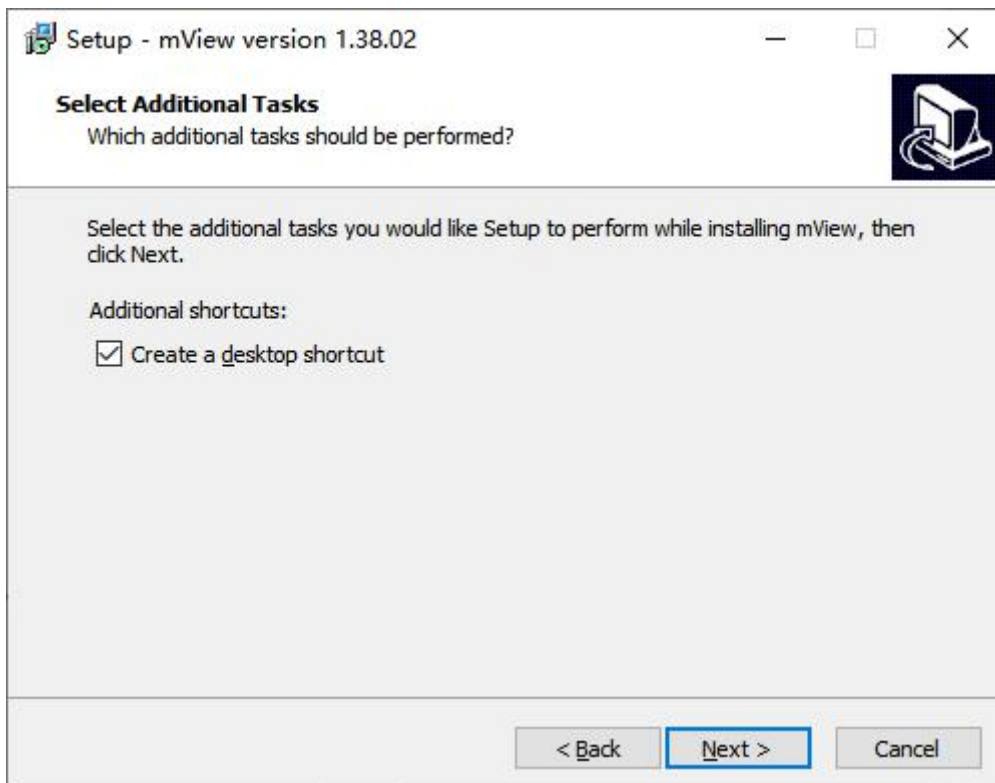 Setup - mView version 1.38.02
Select Additional Tasks
Which additional tasks should be performed?
Select the additional tasks you would like Setup to perform while installing mView, then
click Next.
Additional shortcuts:
Create a desktop shortcut
< Back
Next >
Cancel